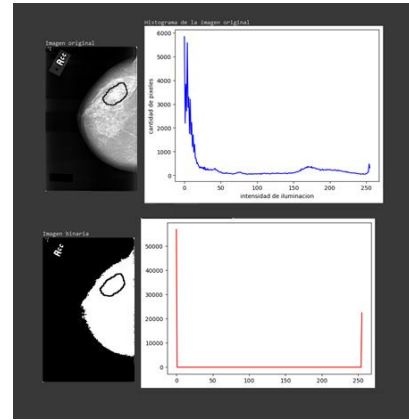 Histograma de la imagen original
Imagen original
Rcc
6000
5000
4000
3000
2000
1000
0
cantidad de pixeles
0 50 100 150 200 250
intensidad de iluminacion
Imagen binaria
Rcc
50000
40000
30000
20000
10000
0
0 50 100 150 200 250